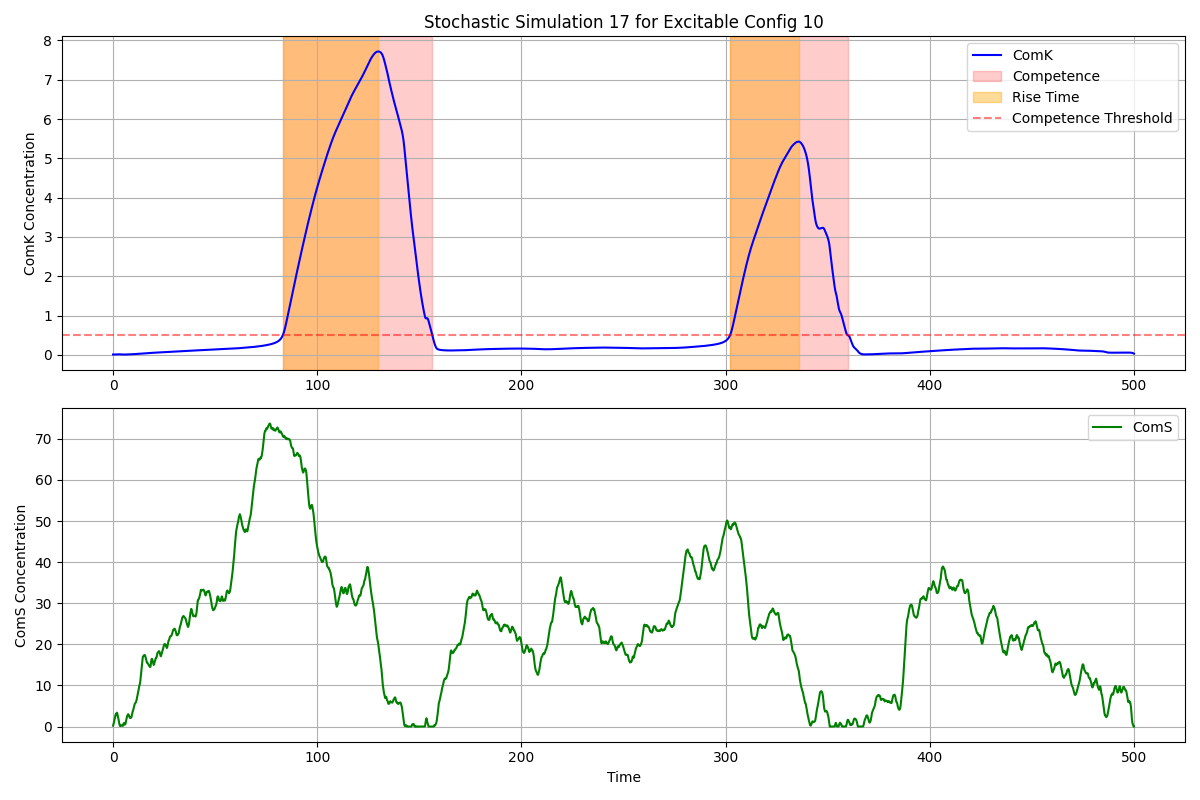 Stochastic Simulation 17 for Excitable Config 10
ComK Concentration
8
7
6
5
4
3
2
1
0
ComK
Competence
Rise Time
Competence Threshold
0 100 200 300 400 500
ComS Concentration
70
60
50
40
30
20
10
0
ComS
0 100 200 300 400 500
Time